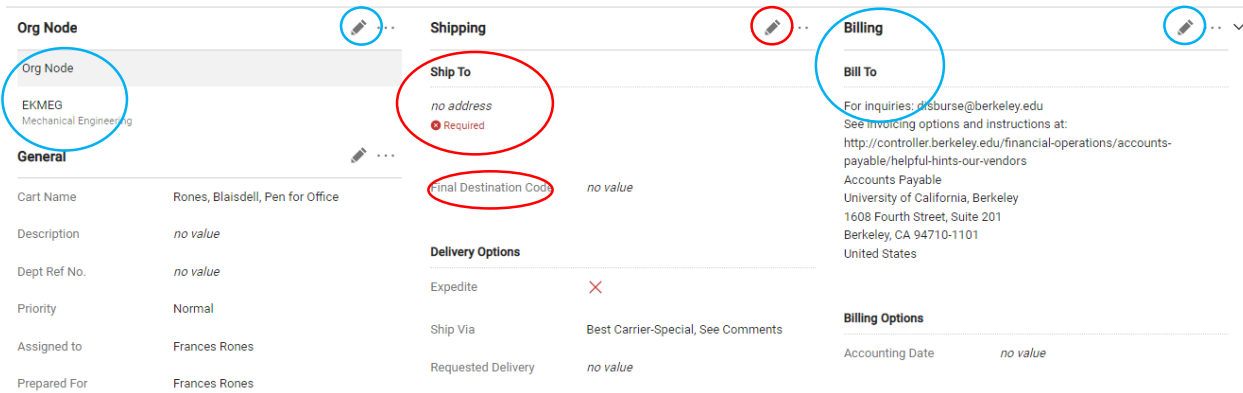 Org Node
Org Node
EKMEG
Mechanical Engineering
General
Cart Name Rones, Blaisdell, Pen for Office
Description no value
Dept Ref No. no value
Priority Normal
Assigned to Frances Rones
Prepared For Frances Rones
Shipping
Ship To
no address
Required
Final Destination Code no value
Delivery Options
Expedite
Ship Via Best Carrier-Special, See Comments
Requested Delivery no value
Billing
Bill To
For inquiries: disburse@berkeley.edu
See invoicing options and instructions at:
http://controller.berkeley.edu/financial-operations/accounts-
payable/helpful-hints-our-vendors
Accounts Payable
University of California, Berkeley
1608 Fourth Street, Suite 201
Berkeley, CA 94710-1101
United States
Billing Options
Accounting Date no value